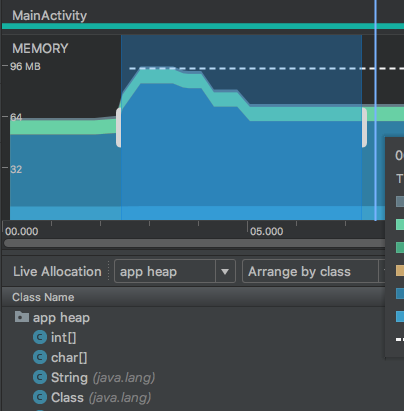 MainActivity
MEMORY
96 MB
64
32
00.000 05.000
Live Allocation app heap Arrange by class
Class Name
app heap
int[]
char[]
String (java.lang)
Class (java.lang)